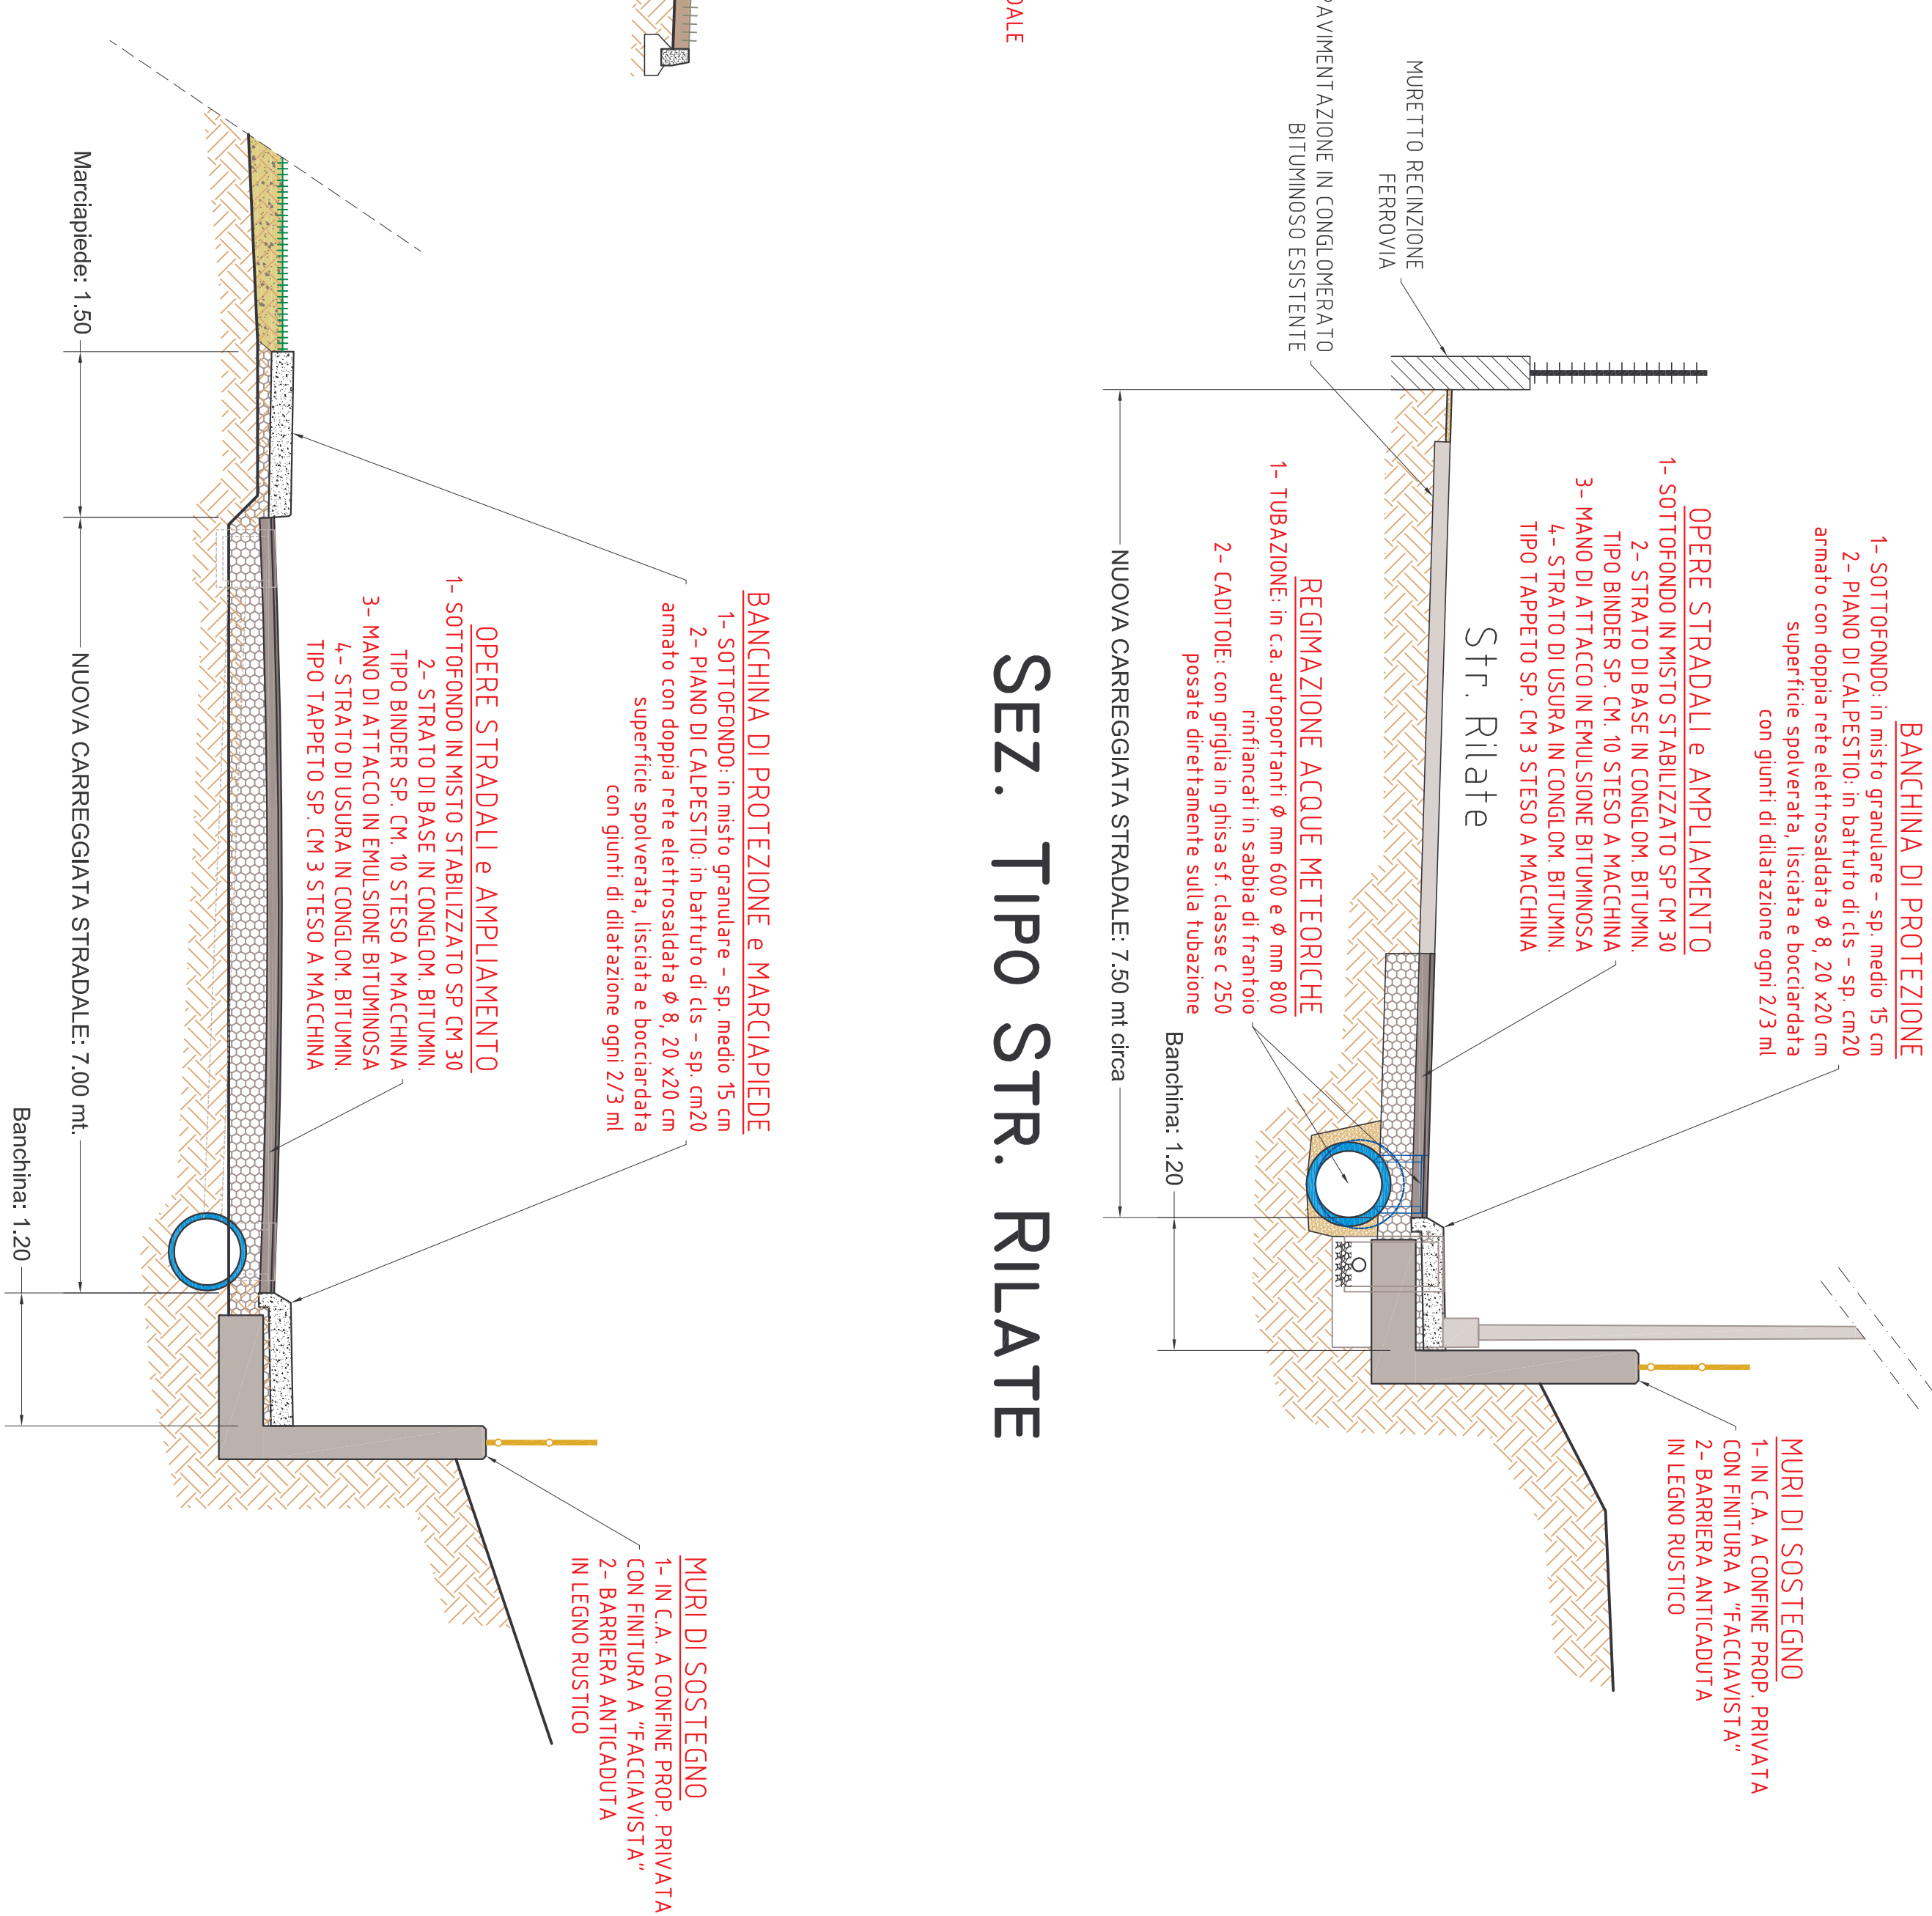 BANCHINA DI PROTEZIONE
1- SOTTOFONDO: in misto granulare - sp. medio 15 cm
2- PIANO DI CALPESTIO: in battuto di cls - sp. cm20
armato con doppia rete elettrosaldata ϕ 8, 20 x20 cm
superficie spolverata, lisciata e bocciardata
con giunti di dilatazione ogni 2/3 ml
OPERE STRADALI e AMPLIAMENTO
1- SOTTOFONDO IN MISTO STABILIZZATO SP CM 30
2- STRATO DI BASE IN CONGLOM. BITUMIN.
TIPO BINDER SP. CM. 10 STESO A MACCHINA
3- MANO DI ATTACCO IN EMULSIONE BITUMINOSA
4- STRATO DI USURA IN CONGLOM. BITUMIN.
TIPO TAPPETO SP. CM 3 STESO A MACCHINA
MURI DI SOSTEGNO
1- IN C.A. A CONFINE PROP. PRIVATA
CON FINITURA A "FACCIAVISTA"
2- BARRIERA ANTICADUTA
IN LEGNO RUSTICO
Str. Rilate
MURETTO RECINZIONE
FERROVIA
PAVIMENTAZIONE IN CONGLOMERATO
BITUMINOSO ESISTENTE
REGIMAZIONE ACQUE METEORICHE
1- TUBAZIONE: in c.a. autoportanti ϕ mm 600 e ϕ mm 800
rinfiancati in sabbia di frantoio
2- CADITOIE: con griglia in ghisa sf. classe c 250
posate direttamente sulla tubazione
Banchina: 1.20
NUOVA CARREGGIATA STRADALE: 7.50 mt circa
DALE
SEZ. TIPO STR. RILATE
BANCHINA DI PROTEZIONE e MARCIAPIEDE
1- SOTTOFONDO: in misto granulare - sp. medio 15 cm
2- PIANO DI CALPESTIO: in battuto di cls - sp. cm20
armato con doppia rete elettrosaldata ϕ 8, 20 x20 cm
superficie spolverata, lisciata e bocciardata
con giunti di dilatazione ogni 2/3 ml
MURI DI SOSTEGNO
1- IN C.A. A CONFINE PROP. PRIVATA
CON FINITURA A "FACCIAVISTA"
2- BARRIERA ANTICADUTA
IN LEGNO RUSTICO
OPERE STRADALI e AMPLIAMENTO
1- SOTTOFONDO IN MISTO STABILIZZATO SP CM 30
2- STRATO DI BASE IN CONGLOM. BITUMIN.
TIPO BINDER SP. CM. 10 STESO A MACCHINA
3- MANO DI ATTACCO IN EMULSIONE BITUMINOSA
4- STRATO DI USURA IN CONGLOM. BITUMIN.
TIPO TAPPETO SP. CM 3 STESO A MACCHINA
Marciapiede: 1.50
NUOVA CARREGGIATA STRADALE: 7.00 mt.
Banchina: 1.20